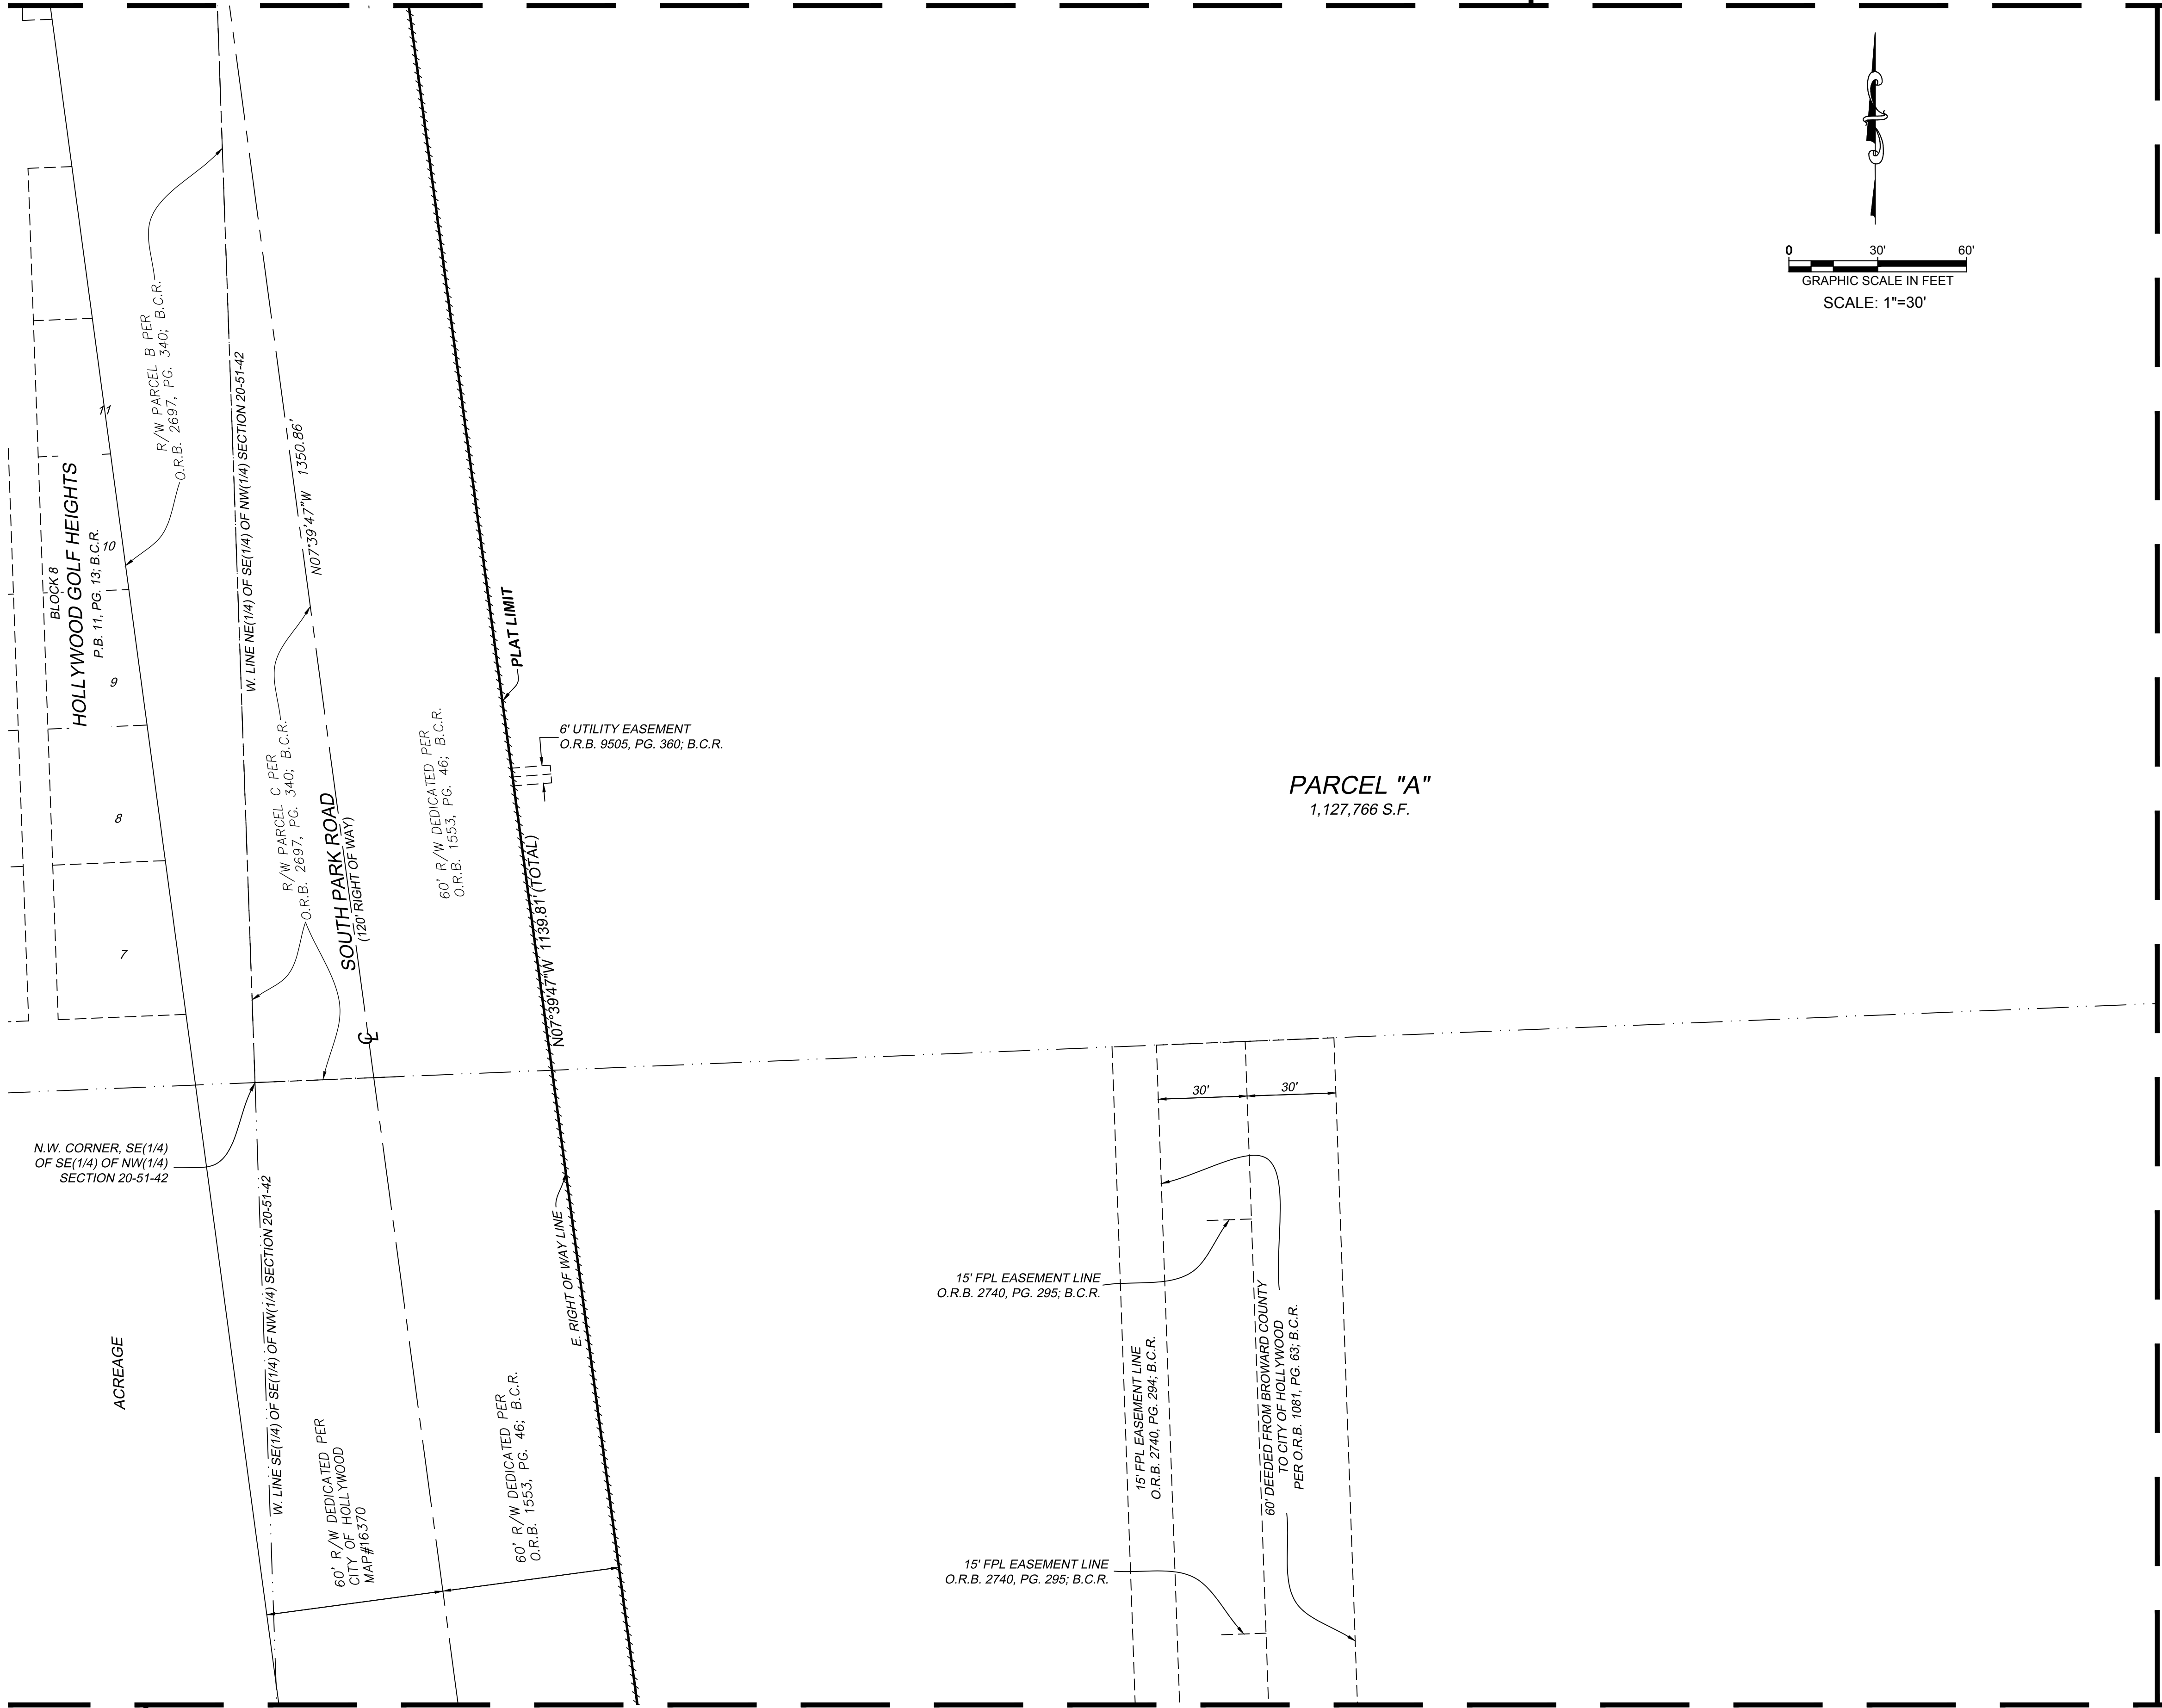 0 30' 60'
GRAPHIC SCALE IN FEET
SCALE: 1"=30'
R/W PARCEL B PER
O.R.B. 2697, PG. 340; B.C.R.
W. LINE NE(1/4) OF SE(1/4) OF NW(1/4) SECTION 20-51-42
N07°39'47"W 1350.86'
11
10
9
8
7
BLOCK 8
HOLLYWOOD GOLF HEIGHTS
P.B. 11, PG. 13; B.C.R.
R/W PARCEL C PER
O.R.B. 2697, PG. 340; B.C.R.
SOUTH PARK ROAD
(120' RIGHT OF WAY)
60' R/W DEDICATED PER
O.R.B. 1553, PG. 46; B.C.R.
PLAT LIMIT
6' UTILITY EASEMENT
O.R.B. 9505, PG. 360; B.C.R.
N07°39'47"W 1139.81' (TOTAL)
PARCEL "A"
1,127,766 S.F.
CL
30'
30'
N.W. CORNER, SE(1/4)
OF SE(1/4) OF NW(1/4)
SECTION 20-51-42
W. LINE SE(1/4) OF SE(1/4) OF NW(1/4) SECTION 20-51-42
E. RIGHT OF WAY LINE
15' FPL EASEMENT LINE
O.R.B. 2740, PG. 295; B.C.R.
15' FPL EASEMENT LINE
O.R.B. 2740, PG. 294; B.C.R.
60' DEEDED FROM BROWARD COUNTY
TO CITY OF HOLLYWOOD
PER O.R.B. 1081, PG. 63; B.C.R.
ACREAGE
60' R/W DEDICATED PER
CITY OF HOLLYWOOD
MAP#16370
60' R/W DEDICATED PER
O.R.B. 1553, PG. 46; B.C.R.
15' FPL EASEMENT LINE
O.R.B. 2740, PG. 295; B.C.R.